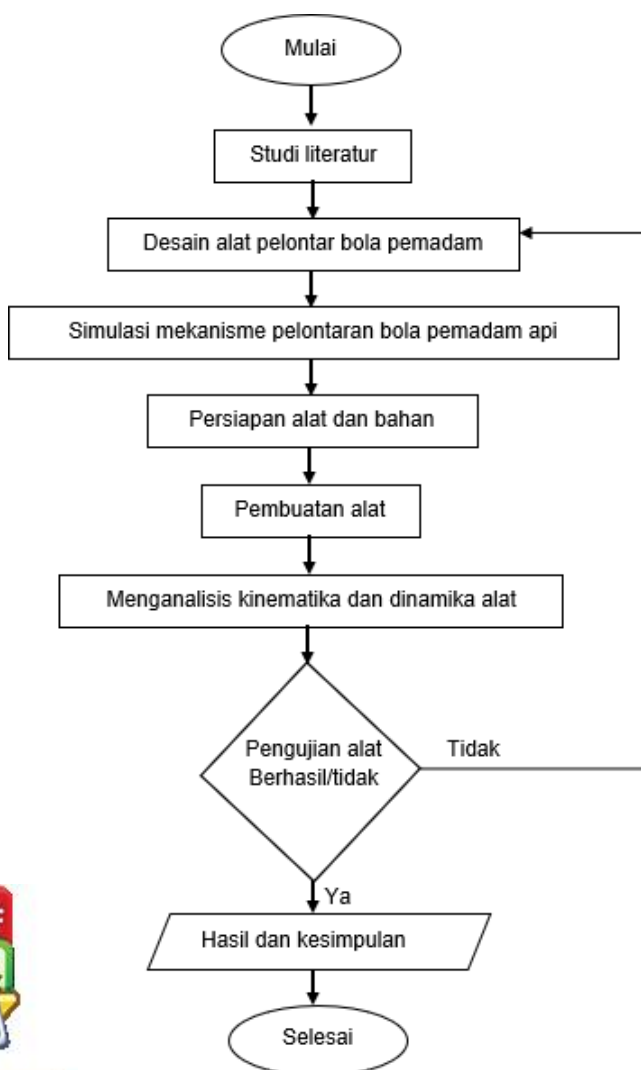 Mulai
Studi literatur
Desain alat pelontar bola pemadam
Simulasi mekanisme pelontaran bola pemadam api
Persiapan alat dan bahan
Pembuatan alat
Menganalisis kinematika dan dinamika alat
Pengujian alat
Berhasil/tidak
Tidak
Ya
Hasil dan kesimpulan
Selesai